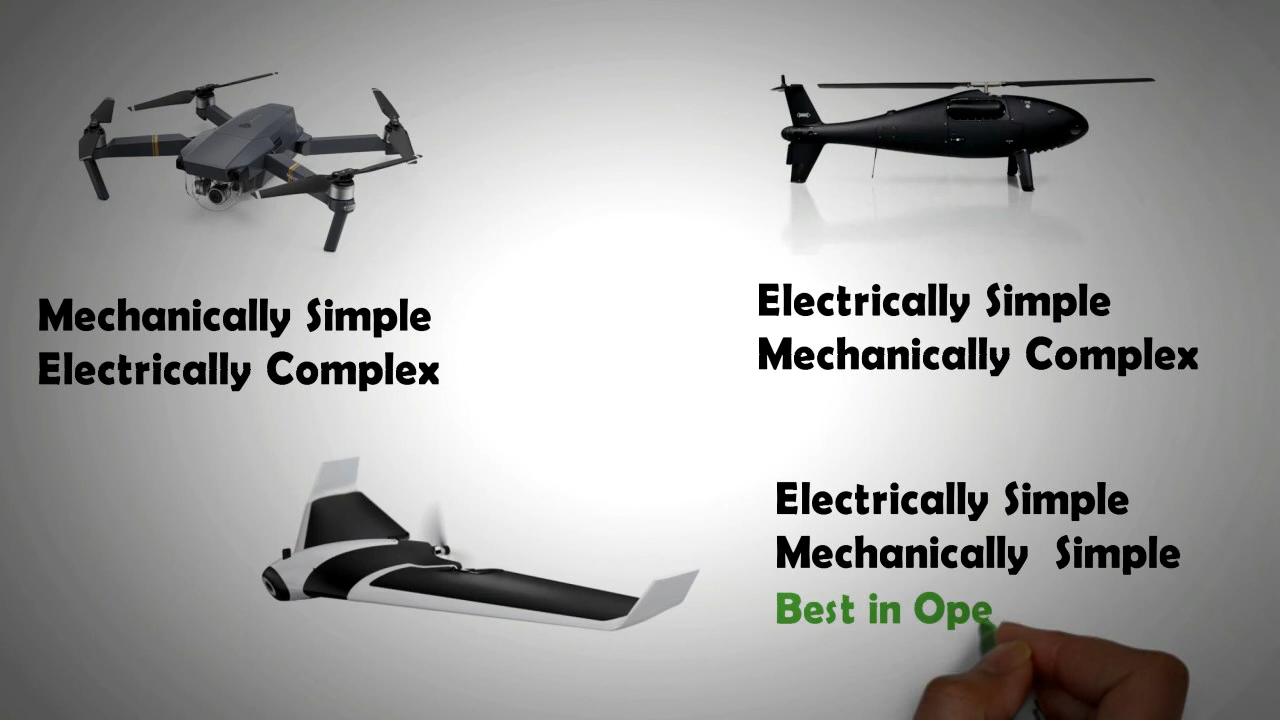 Mechanically Simple
Electrically Complex
Electrically Simple
Mechanically Complex
Electrically Simple
Mechanically Simple
Best in Ope